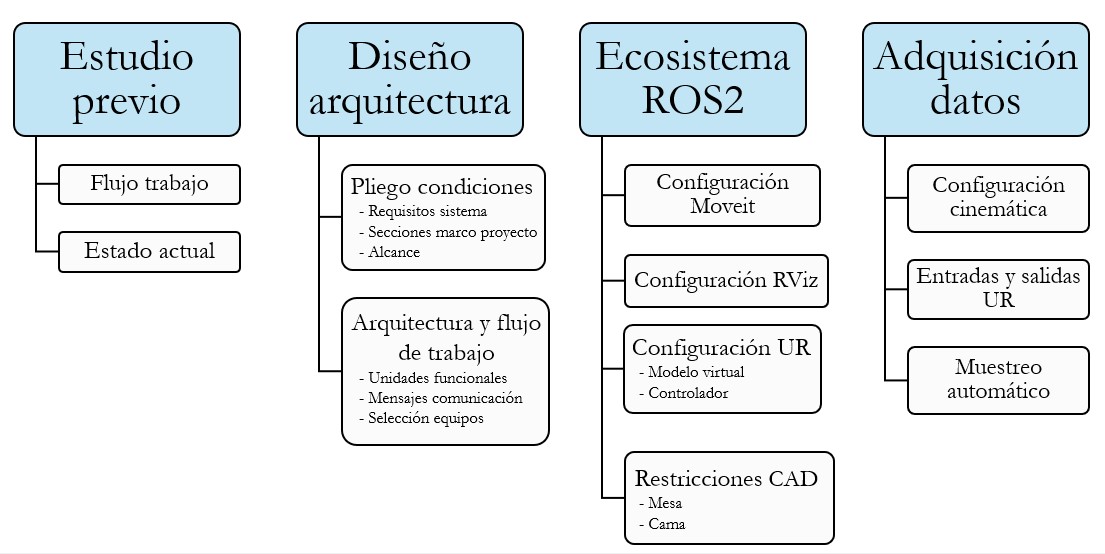 Estudio
previo
Flujo trabajo
Estado actual
Diseño
arquitectura
Pliego condiciones
- Requisitos sistema
- Secciones marco proyecto
- Alcance
Arquitectura y flujo
de trabajo
- Unidades funcionales
- Mensajes comunicación
- Selección equipos
Ecosistema
ROS2
Configuración
Moveit
Configuración RViz
Configuración UR
- Modelo virtual
- Controlador
Restricciones CAD
- Mesa
- Cama
Adquisición
datos
Configuración
cinemática
Entradas y salidas
UR
Muestreo
automático